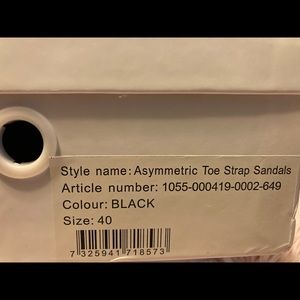 Style name: Asymmetric Toe Strap Sandals
Article number: 1055-000419-0002-649
Colour: BLACK
Size: 40
7 325941 718573